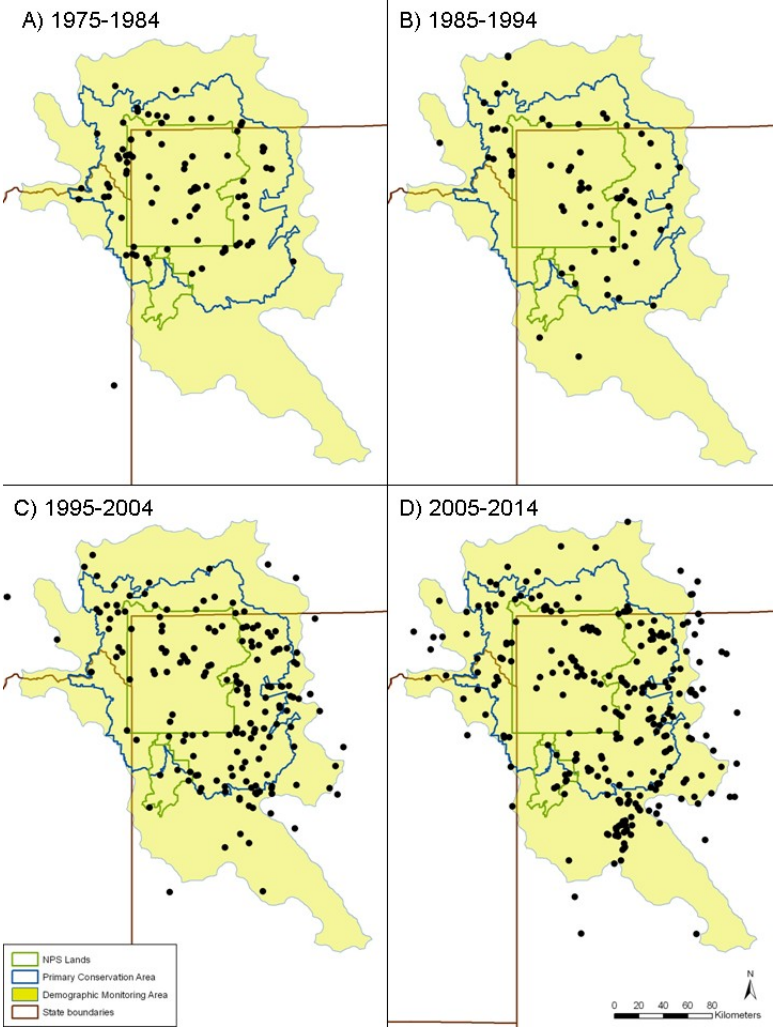 A) 1975-1984
B) 1985-1994
C) 1995-2004
D) 2005-2014
NPS Lands
Primary Conservation Area
Demographic Monitoring Area
State boundaries
N
0 20 40 60 80
Kilometers